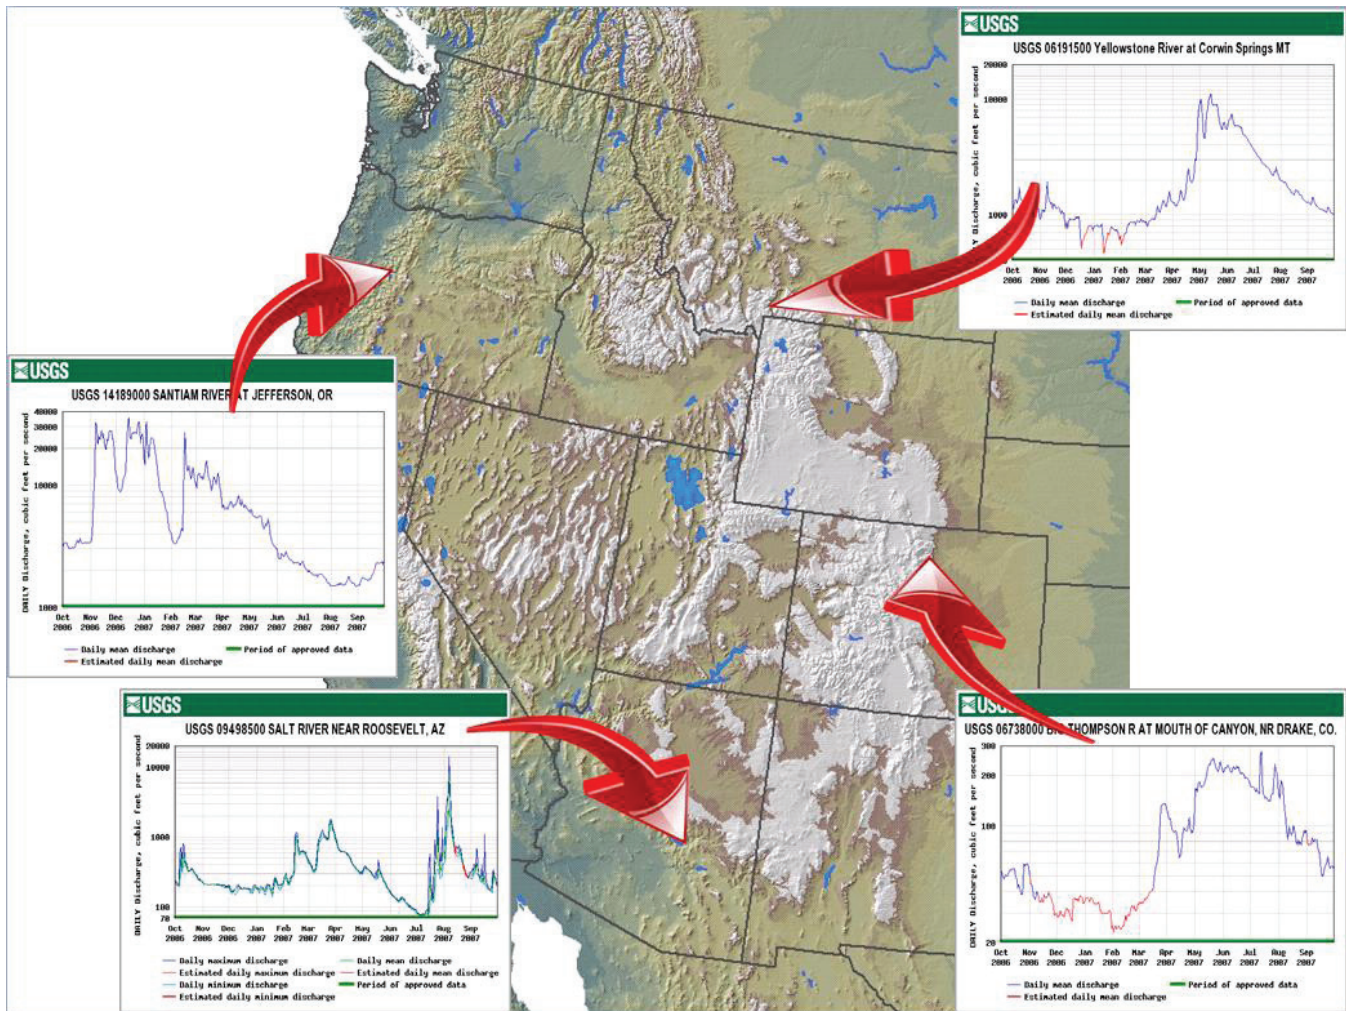 USGS
USGS 06191500 Yellowstone River at Corwin Springs MT
DAILY Discharge, cubic feet per second
20000
10000
1000
Oct Nov Dec Jan Feb Mar Apr May Jun Jul Aug Sep
2006 2006 2006 2007 2007 2007 2007 2007 2007 2007 2007 2007
Daily mean discharge
Period of approved data
Estimated daily mean discharge
USGS
USGS 14189000 SANTIAM RIVER AT JEFFERSON, OR
DAILY Discharge, cubic feet per second
40000
30000
20000
10000
1000
Oct Nov Dec Jan Feb Mar Apr May Jun Jul Aug Sep
2006 2006 2006 2007 2007 2007 2007 2007 2007 2007 2007 2007
Daily mean discharge
Period of approved data
Estimated daily mean discharge
USGS
USGS 09498500 SALT RIVER NEAR ROOSEVELT, AZ
DAILY Discharge, cubic feet per second
20000
10000
1000
100
70
Oct Nov Dec Jan Feb Mar Apr May Jun Jul Aug Sep
2006 2006 2006 2007 2007 2007 2007 2007 2007 2007 2007 2007
Daily maximum discharge
Daily mean discharge
Estimated daily maximum discharge
Estimated daily mean discharge
Daily minimum discharge
Period of approved data
Estimated daily minimum discharge
USGS
USGS 06738000 THOMPSON R AT MOUTH OF CANYON, NR DRAKE, CO.
DAILY Discharge, cubic feet per second
300
200
100
20
Oct Nov Dec Jan Feb Mar Apr May Jun Jul Aug Sep
2006 2006 2006 2007 2007 2007 2007 2007 2007 2007 2007 2007
Daily mean discharge
Period of approved data
Estimated daily mean discharge